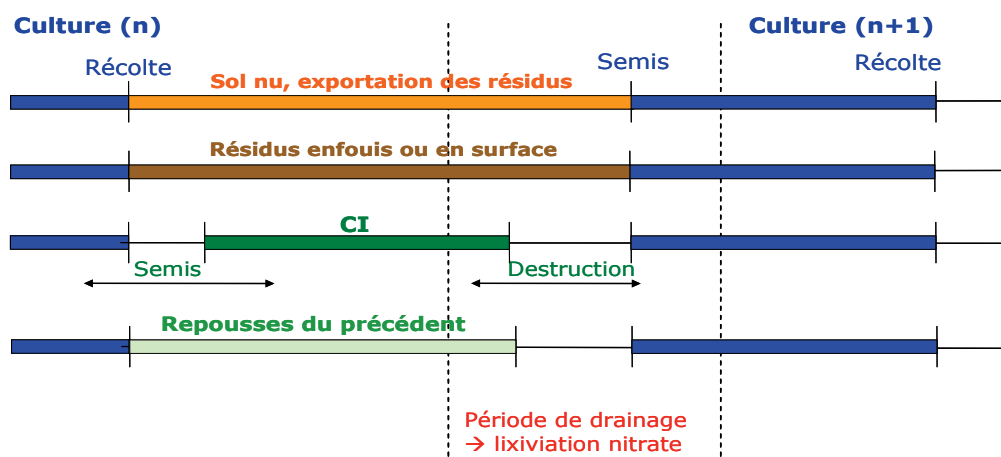 Culture (n)
Culture (n+1)
Récolte
Semis
Récolte
Sol nu, exportation des résidus
Résidus enfouis ou en surface
CI
Semis
Destruction
Repousses du précédent
Période de drainage
→ lixiviation nitrate